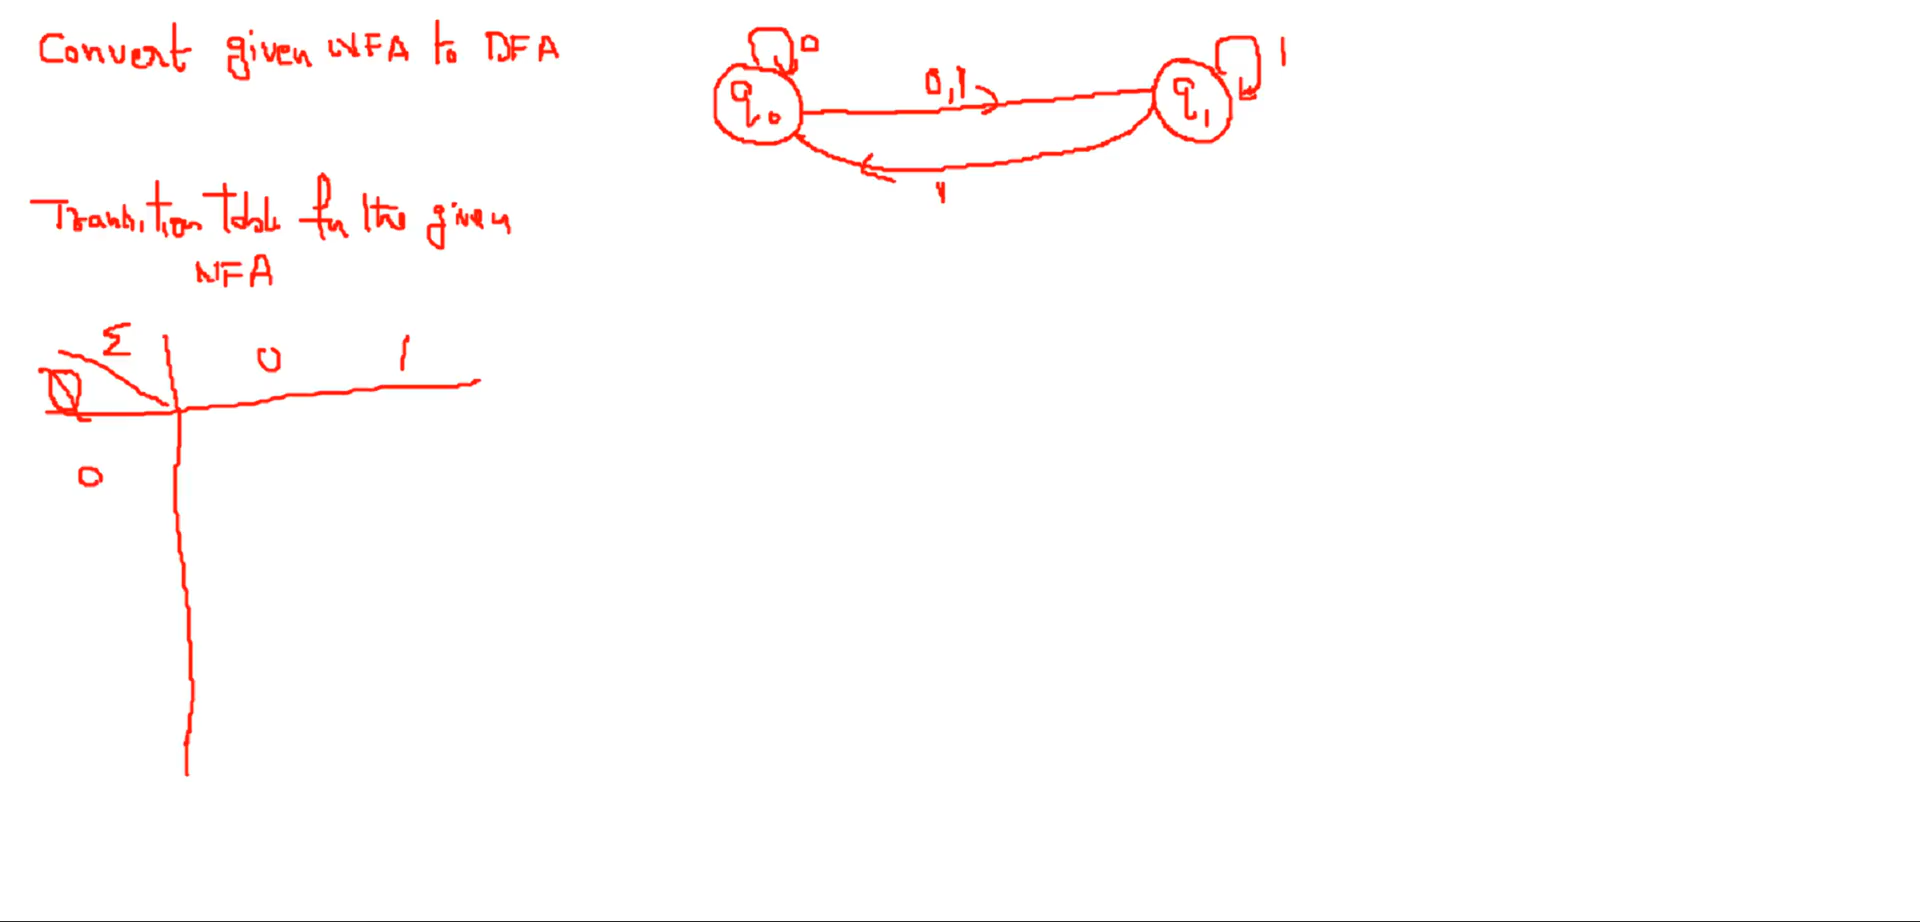 Convert given NFA to DFA
0
1
0,1
q0
q1
1
Transition Table for the given
NFA
Σ
0 1
Q
0